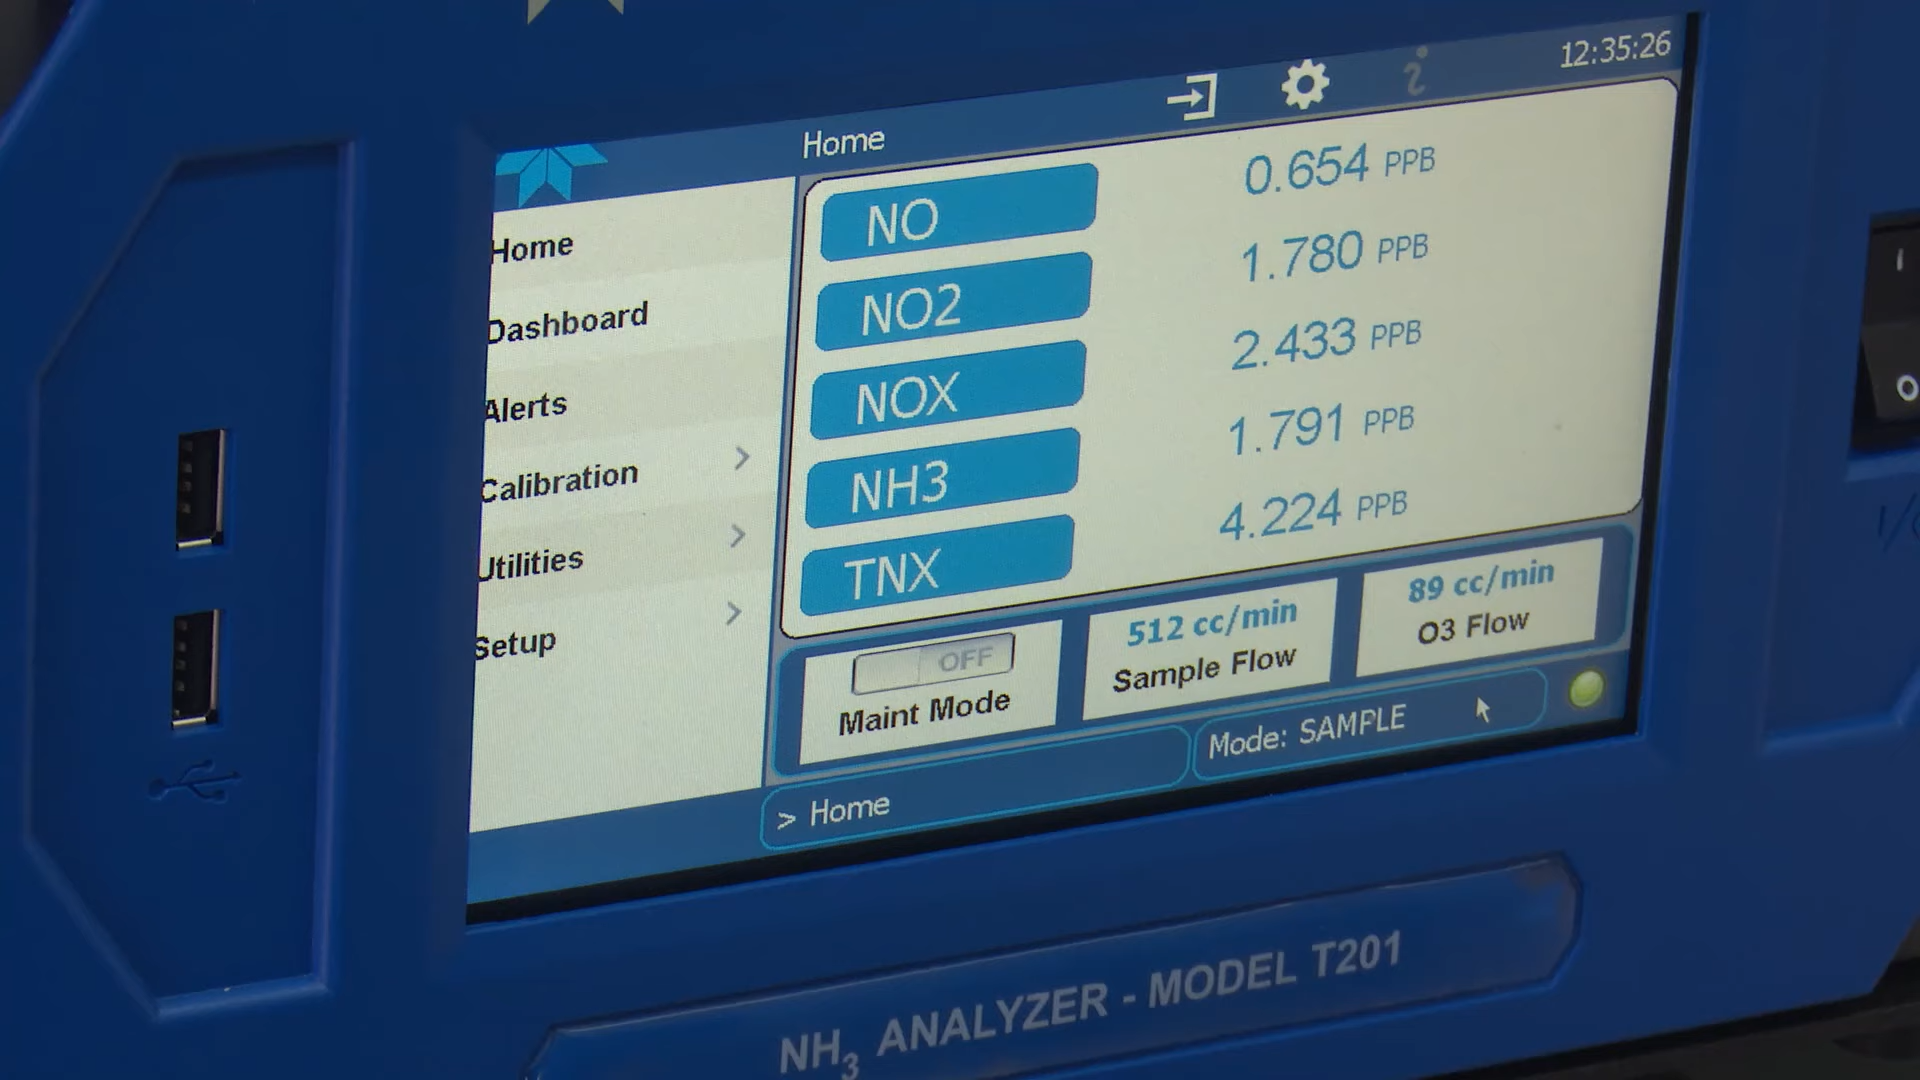 12:35:26
Home
Home
Dashboard
Alerts
Calibration
Utilities
Setup
NO 0.654 PPB
NO2 1.780 PPB
NOX 2.433 PPB
NH3 1.791 PPB
TNX 4.224 PPB
OFF
Maint Mode
512 cc/min
Sample Flow
89 cc/min
O3 Flow
> Home
Mode: SAMPLE
NH3 ANALYZER - MODEL T201